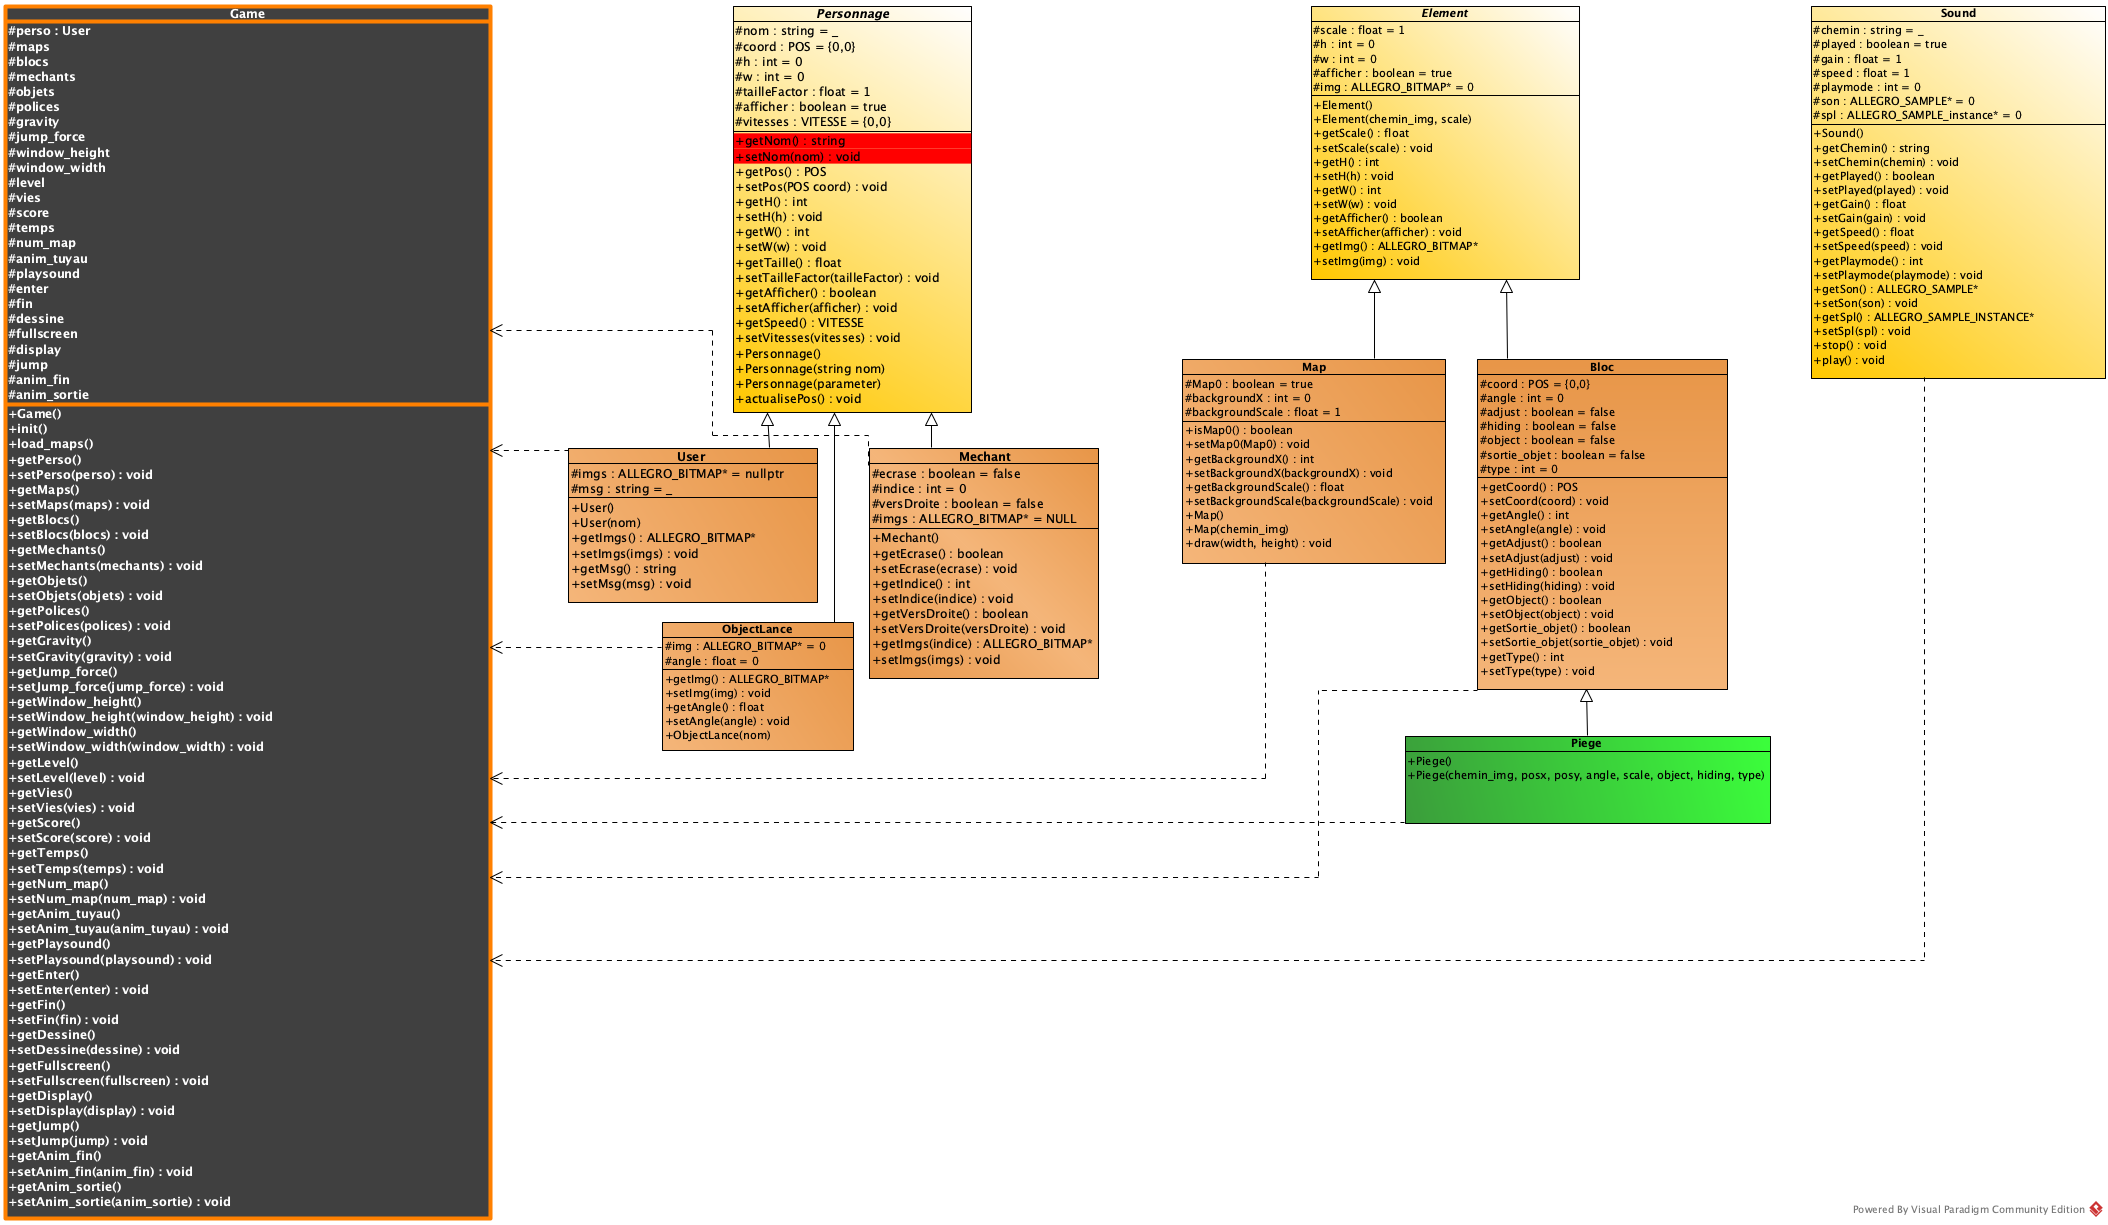 Game
#perso : User
#maps
#blocs
#mechants
#objets
#polices
#gravity
#jump_force
#window_height
#window_width
#level
#vies
#score
#temps
#num_map
#anim_tuyau
#playsound
#enter
#fin
#dessine
#fullscreen
#display
#jump
#anim_fin
#anim_sortie
+Game()
+init()
+load_maps()
+getPerso()
+setPerso(perso) : void
+getMaps()
+setMaps(maps) : void
+getBlocs()
+setBlocs(blocs) : void
+getMechants()
+setMechants(mechants) : void
+getObjets()
+setObjets(objets) : void
+getPolices()
+setPolices(polices) : void
+getGravity()
+setGravity(gravity) : void
+getJump_force()
+setJump_force(jump_force) : void
+getWindow_height()
+setWindow_height(window_height) : void
+getWindow_width()
+setWindow_width(window_width) : void
+getLevel()
+setLevel(level) : void
+getVies()
+setVies(vies) : void
+getScore()
+setScore(score) : void
+getTemps()
+setTemps(temps) : void
+getNum_map()
+setNum_map(num_map) : void
+getAnim_tuyau()
+setAnim_tuyau(anim_tuyau) : void
+getPlaysound()
+setPlaysound(playsound) : void
+getEnter()
+setEnter(enter) : void
+getFin()
+setFin(fin) : void
+getDessine()
+setDessine(dessine) : void
+getFullscreen()
+setFullscreen(fullscreen) : void
+getDisplay()
+setDisplay(display) : void
+getJump()
+setJump(jump) : void
+getAnim_fin()
+setAnim_fin(anim_fin) : void
+getAnim_sortie()
+setAnim_sortie(anim_sortie) : void
Personnage
#nom : string = _
#coord : POS = {0,0}
#h : int = 0
#w : int = 0
#tailleFactor : float = 1
#afficher : boolean = true
#vitesses : VITESSE = {0,0}
+getNom() : string
+setNom(nom) : void
+getPos() : POS
+setPos(POS coord) : void
+getH() : int
+setH(h) : void
+getW() : int
+setW(w) : void
+getTaille() : float
+setTailleFactor(tailleFactor) : void
+getAfficher() : boolean
+setAfficher(afficher) : void
+getSpeed() : VITESSE
+setVitesses(vitesses) : void
+Personnage()
+Personnage(string nom)
+Personnage(parameter)
+actualisePos() : void
User
#imgs : ALLEGRO_BITMAP* = nullptr
#msg : string = _
+User()
+User(nom)
+getImgs() : ALLEGRO_BITMAP*
+setImgs(imgs) : void
+getMsg() : string
+setMsg(msg) : void
ObjectLance
#img : ALLEGRO_BITMAP* = 0
#angle : float = 0
+getImg() : ALLEGRO_BITMAP*
+setImg(img) : void
+getAngle() : float
+setAngle(angle) : void
+ObjectLance(nom)
Mechant
#ecrase : boolean = false
#indice : int = 0
#versDroite : boolean = false
#imgs : ALLEGRO_BITMAP* = NULL
+Mechant()
+getEcrase() : boolean
+setEcrase(ecrase) : void
+getIndice() : int
+setIndice(indice) : void
+getVersDroite() : boolean
+setVersDroite(versDroite) : void
+getImgs(indice) : ALLEGRO_BITMAP*
+setImgs(imgs) : void
Element
#scale : float = 1
#h : int = 0
#w : int = 0
#afficher : boolean = true
#img : ALLEGRO_BITMAP* = 0
+Element()
+Element(chemin_img, scale)
+getScale() : float
+setScale(scale) : void
+getH() : int
+setH(h) : void
+getW() : int
+setW(w) : void
+getAfficher() : boolean
+setAfficher(afficher) : void
+getImg() : ALLEGRO_BITMAP*
+setImg(img) : void
Map
#Map0 : boolean = true
#backgroundX : int = 0
#backgroundScale : float = 1
+isMap0() : boolean
+setMap0(Map0) : void
+getBackgroundX() : int
+setBackgroundX(backgroundX) : void
+getBackgroundScale() : float
+setBackgroundScale(backgroundScale) : void
+Map()
+Map(chemin_img)
+draw(width, height) : void
Bloc
#coord : POS = {0,0}
#angle : int = 0
#adjust : boolean = false
#hiding : boolean = false
#object : boolean = false
#sortie_objet : boolean = false
#type : int = 0
+getCoord() : POS
+setCoord(coord) : void
+getAngle() : int
+setAngle(angle) : void
+getAdjust() : boolean
+setAdjust(adjust) : void
+getHiding() : boolean
+setHiding(hiding) : void
+getObject() : boolean
+setObject(object) : void
+getSortie_objet() : boolean
+setSortie_objet(sortie_objet) : void
+getType() : int
+setType(type) : void
Piege
+Piege()
+Piege(chemin_img, posx, posy, angle, scale, object, hiding, type)
Sound
#chemin : string = _
#played : boolean = true
#gain : float = 1
#speed : float = 1
#playmode : int = 0
#son : ALLEGRO_SAMPLE* = 0
#spl : ALLEGRO_SAMPLE_instance* = 0
+Sound()
+getChemin() : string
+setChemin(chemin) : void
+getPlayed() : boolean
+setPlayed(played) : void
+getGain() : float
+setGain(gain) : void
+getSpeed() : float
+setSpeed(speed) : void
+getPlaymode() : int
+setPlaymode(playmode) : void
+getSon() : ALLEGRO_SAMPLE*
+setSon(son) : void
+getSpl() : ALLEGRO_SAMPLE_INSTANCE*
+setSpl(spl) : void
+stop() : void
+play() : void
Powered By Visual Paradigm Community Edition